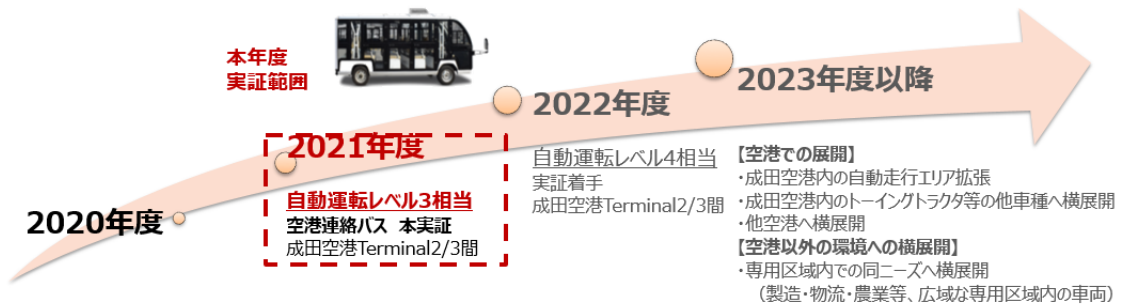 本年度
実証範囲
2020年度
2021年度
自動運転レベル3相当
空港連絡バス 本実証
成田空港Terminal2/3間
2022年度
自動運転レベル4相当
実証着手
成田空港Terminal2/3間
2023年度以降
【空港での展開】
・成田空港内の自動走行エリア拡張
・成田空港内のトーイングトラクタ等の他車種へ横展開
・他空港へ横展開
【空港以外の環境への横展開】
・専用区域内での同ニーズへ横展開
（製造・物流・農業等、広域な専用区域内の車両）